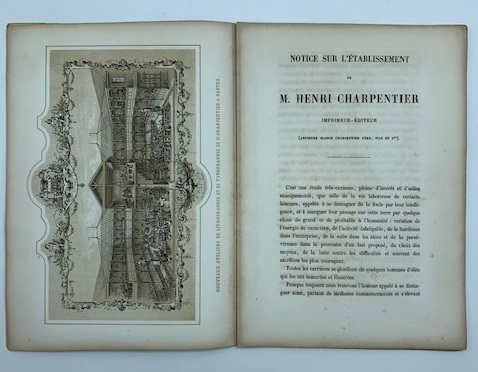 NOUVEAUX ATELIERS DE LITHOGRAPHIE ET DE TYPOGRAPHIE DE H. CHARPENTIER A NANTES
NOTICE SUR L'ÉTABLISSEMENT
DE
M. HENRI CHARPENTIER
IMPRIMEUR-ÉDITEUR
(ANCIENNE MAISON CHARPENTIER PÈRE, FILS ET Cie).
C'est une étude très-curieuse, pleine d'intérêt et d'utiles
enseignements, que celle de la vie laborieuse de certains
hommes, appelés à se distinguer de la foule par leur intelli-
gence, et à marquer leur passage sur cette terre par quelque
chose de grand et de profitable à l'humanité : création de
l'énergie du caractère, de l'activité infatigable, de la hardiesse
dans l'entreprise, de la suite dans les idées et de la persé-
vérance dans la poursuite d'un but proposé, du choix des
moyens, de la lutte contre les difficultés et souvent des
sacrifices les plus courageux.
Toutes les carrières se glorifient de quelques hommes d'élite
qui les ont honorées et illustrées.
Presque toujours nous trouvons l'homme appelé à se distin-
guer ainsi, partant de modestes commencements et s'élevant